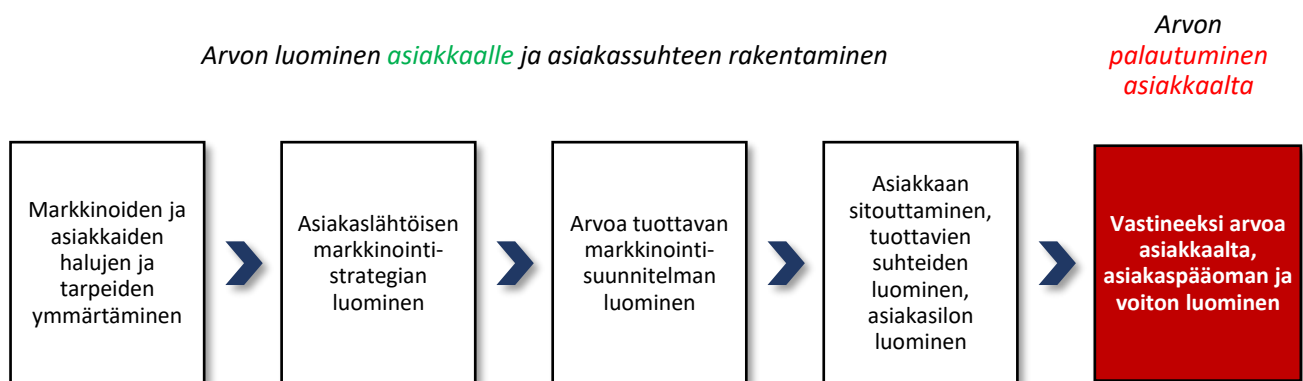 Arvon luominen asiakkaalle ja asiakassuhteen rakentaminen
Arvon
palautuminen
asiakkaalta
Markkinoiden ja
asiakkaiden
halujen ja
tarpeiden
ymmärtäminen
Asiakaslähtöisen
markkinointi-
strategian
luominen
Arvoa tuottavan
markkinointi-
suunnitelman
luominen
Asiakkaan
sitouttaminen,
tuottavien
suhteiden
luominen,
asiakasilon
luominen
Vastineeksi arvoa
asiakkaalta,
asiakaspääoman ja
voiton luominen